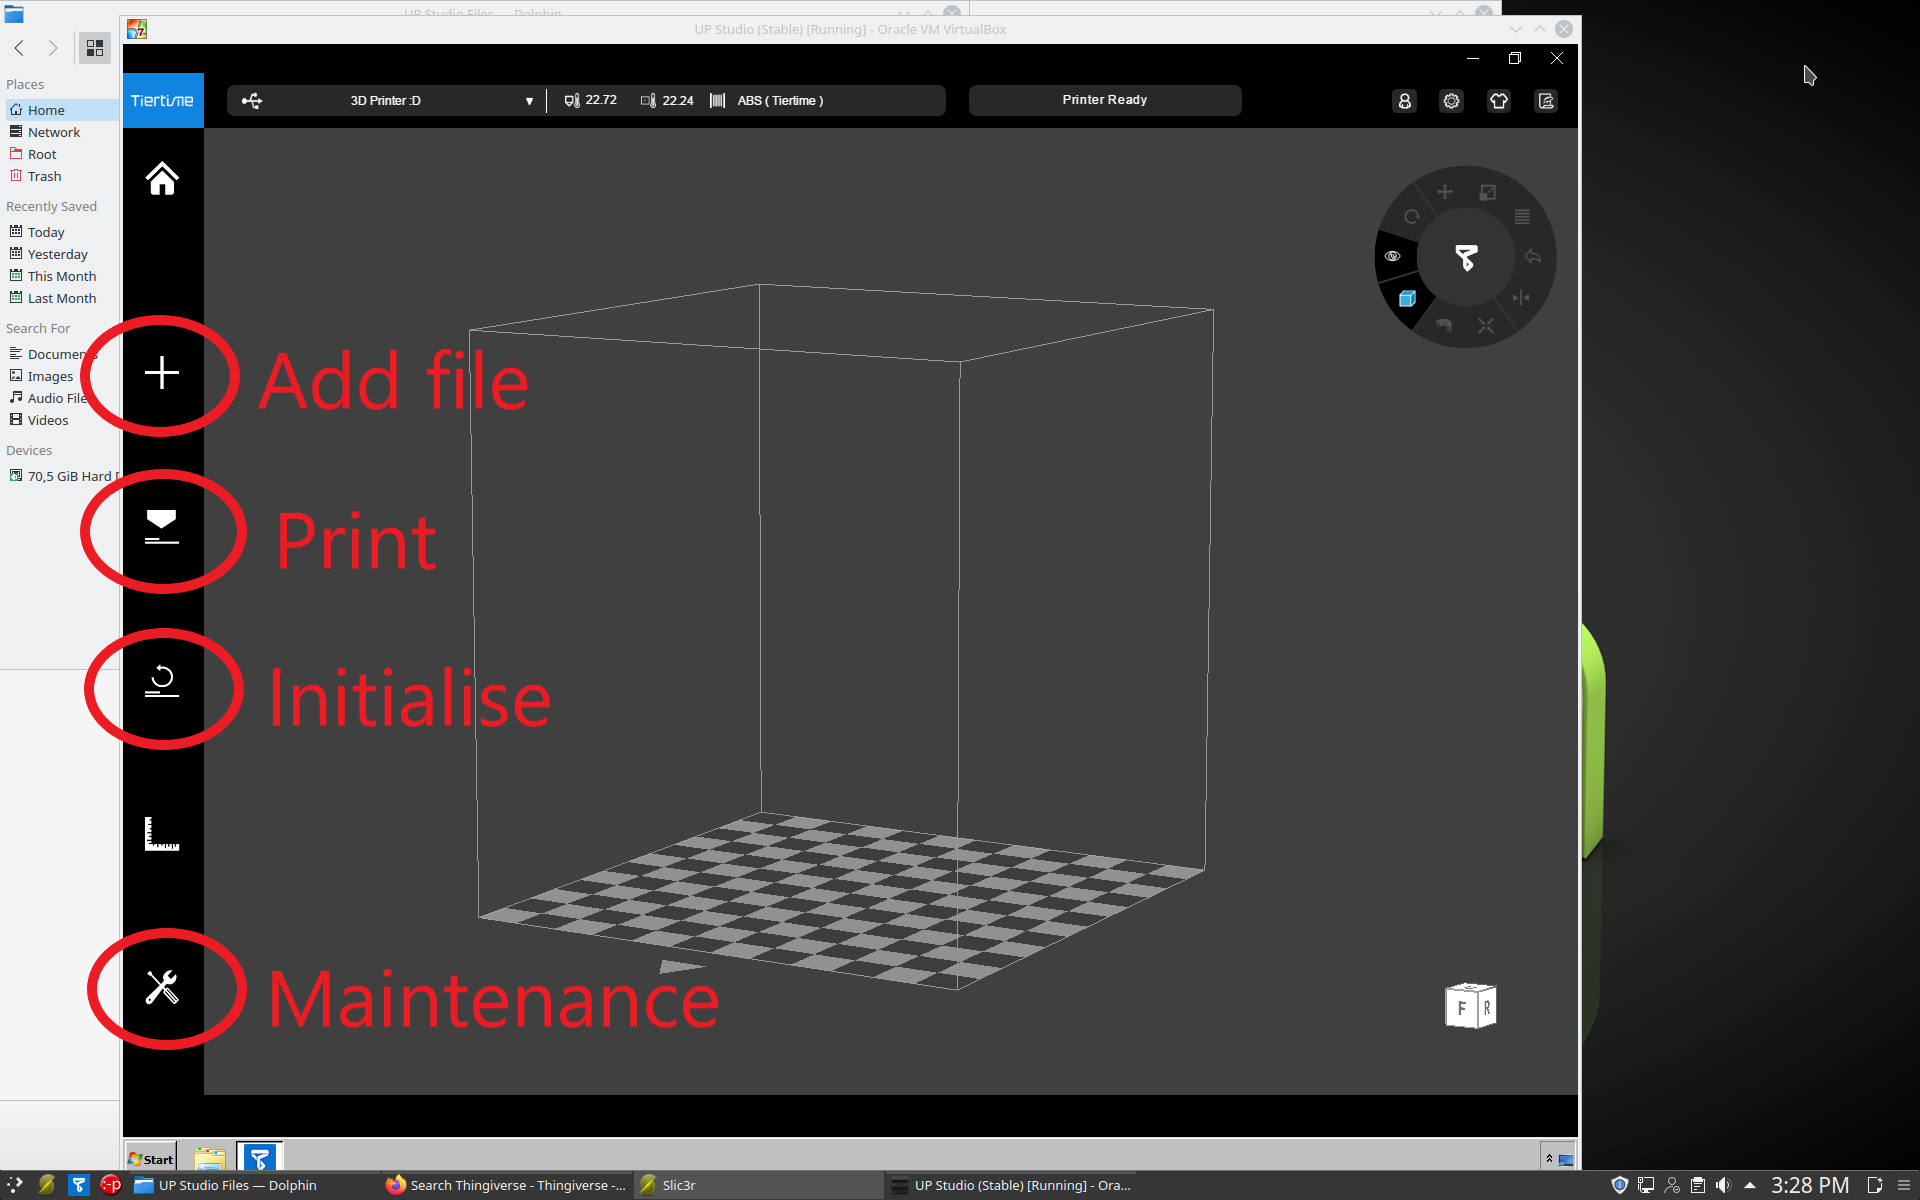 UP Studio Files — Dolphin
UP Studio (Stable) [Running] - Oracle VM VirtualBox
Places
Home
Network
Root
Trash
Recently Saved
Today
Yesterday
This Month
Last Month
Search For
Documents
Images
Audio File
Videos
Devices
70,5 GiB Hard
Tiertime
3D Printer :D
22.72
22.24
ABS ( Tiertime )
Printer Ready
Add file
Print
Initialise
Maintenance
F R
Start
UP Studio Files — Dolphin
Search Thingiverse - Thingiverse -...
Slic3r
UP Studio (Stable) [Running] - Ora...
3:28 PM